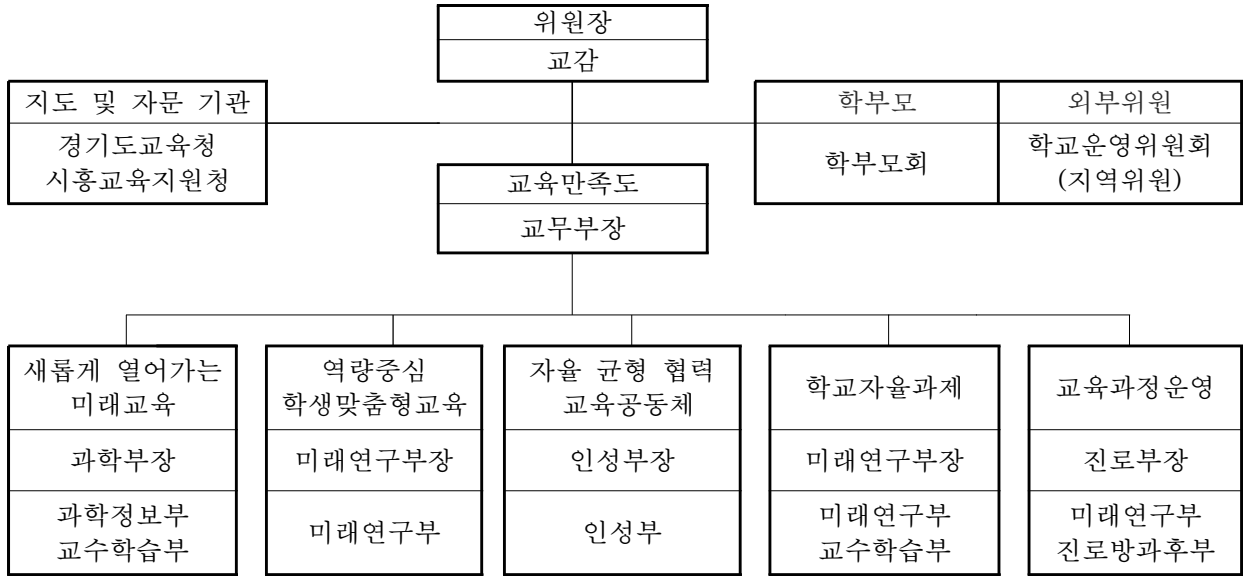 위원장
교감
지도 및 자문 기관
경기도교육청
시흥교육지원청
학부모
학부모회
외부위원
학교운영위원회
(지역위원)
교육만족도
교무부장
새롭게 열어가는
미래교육
과학부장
과학정보부
교수학습부
역량중심
학생맞춤형교육
미래연구부장
미래연구부
자율 균형 협력
교육공동체
인성부장
인성부
학교자율과제
미래연구부장
미래연구부
교수학습부
교육과정운영
진로부장
미래연구부
진로방과후부